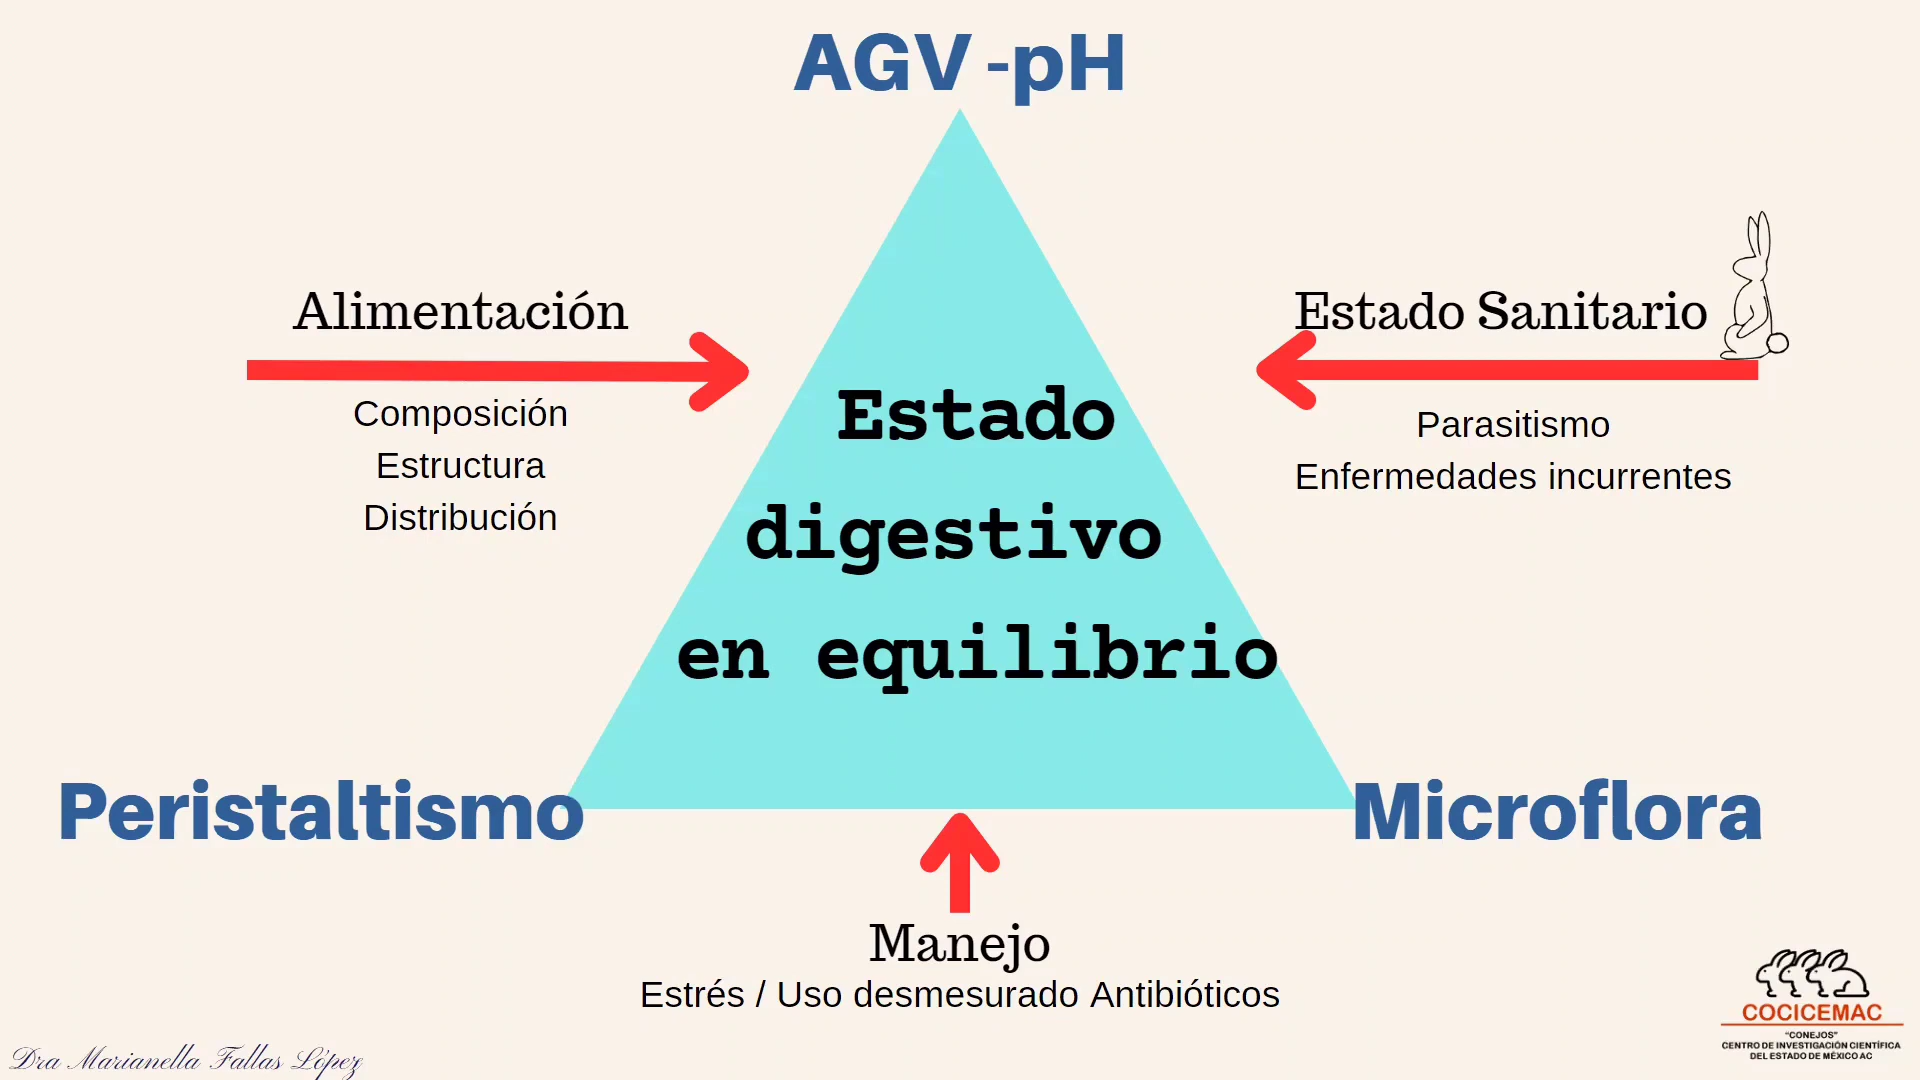 AGV -pH
Alimentación
Composición
Estructura
Distribución
Estado Sanitario
Parasitismo
Enfermedades incurrentes
Estado
digestivo
en equilibrio
Peristaltismo
Microflora
Manejo
Estrés / Uso desmesurado Antibióticos
Dra Marianella Fallas López
COCICEMAC
"CONEJOS"
CENTRO DE INVESTIGACIÓN CIENTÍFICA
DEL ESTADO DE MÉXICO AC